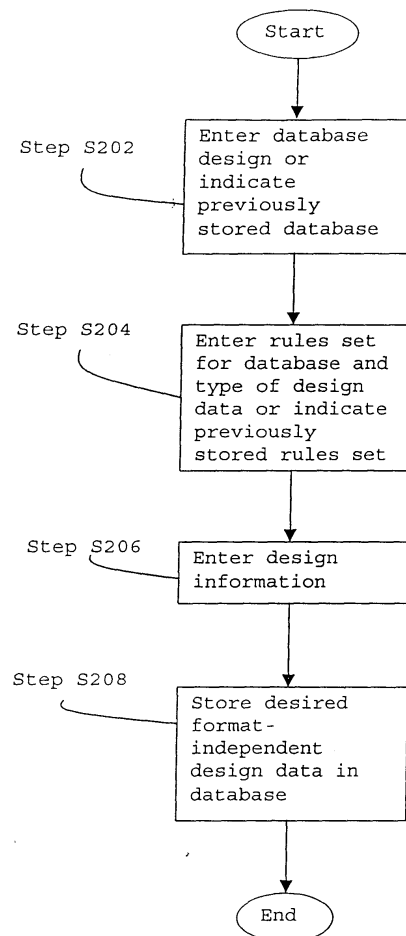 Start
Step S202
Enter database
design or
indicate
previously
stored database
Step S204
Enter rules set
for database and
type of design
data or indicate
previously
stored rules set
Step S206
Enter design
information
Step S208
Store desired
format-
independent
design data in
database
End